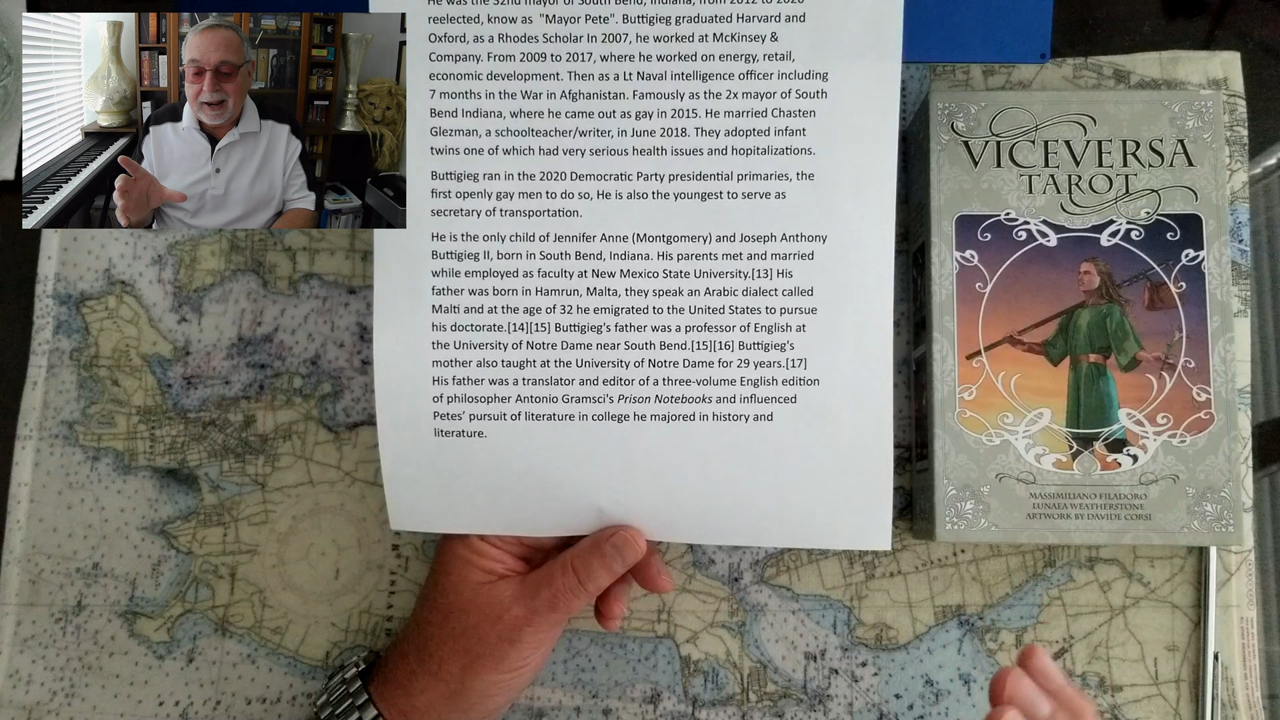 He was the 32nd mayor of South Bend, Indiana, from 2012 to 2020
reelected, know as "Mayor Pete". Buttigieg graduated Harvard and
Oxford, as a Rhodes Scholar In 2007, he worked at McKinsey &
Company. From 2009 to 2017, where he worked on energy, retail,
economic development. Then as a Lt Naval intelligence officer including
7 months in the War in Afghanistan. Famously as the 2x mayor of South
Bend Indiana, where he came out as gay in 2015. He married Chasten
Glezman, a schoolteacher/writer, in June 2018. They adopted infant
twins one of which had very serious health issues and hopitalizations.
Buttigieg ran in the 2020 Democratic Party presidential primaries, the
first openly gay men to do so, He is also the youngest to serve as
secretary of transportation.
He is the only child of Jennifer Anne (Montgomery) and Joseph Anthony
Buttigieg II, born in South Bend, Indiana. His parents met and married
while employed as faculty at New Mexico State University.[13] His
father was born in Hamrun, Malta, they speak an Arabic dialect called
Malti and at the age of 32 he emigrated to the United States to pursue
his doctorate.[14][15] Buttigieg's father was a professor of English at
the University of Notre Dame near South Bend.[15][16] Buttigieg's
mother also taught at the University of Notre Dame for 29 years.[17]
His father was a translator and editor of a three-volume English edition
of philosopher Antonio Gramsci's Prison Notebooks and influenced
Petes' pursuit of literature in college he majored in history and
literature.
VICEVERSA
TAROT
MASSIMILIANO FILADORO
LUNAEA WEATHERSTONE
ARTWORK BY DAVIDE CORSI